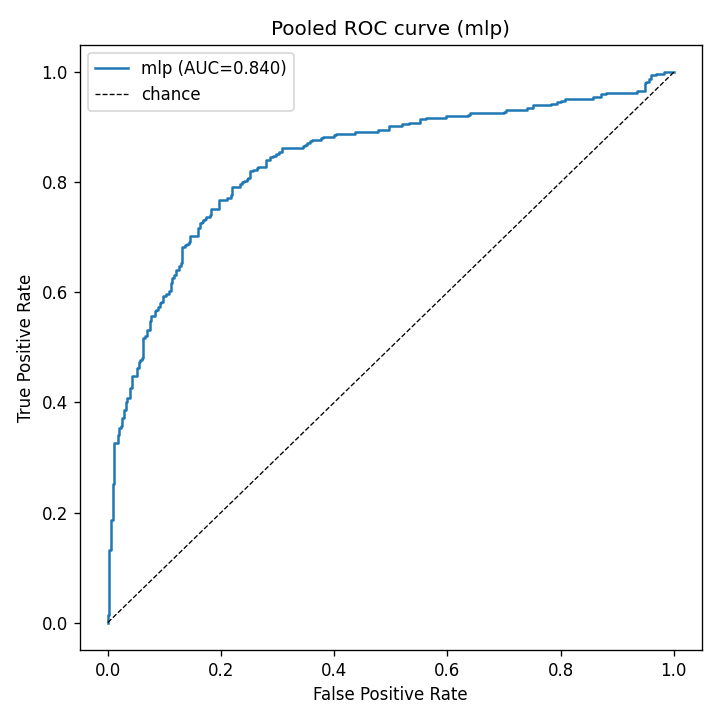 Pooled ROC curve (mlp)
mlp (AUC=0.840)
chance
True Positive Rate
1.0
0.8
0.6
0.4
0.2
0.0
0.0 0.2 0.4 0.6 0.8 1.0
False Positive Rate